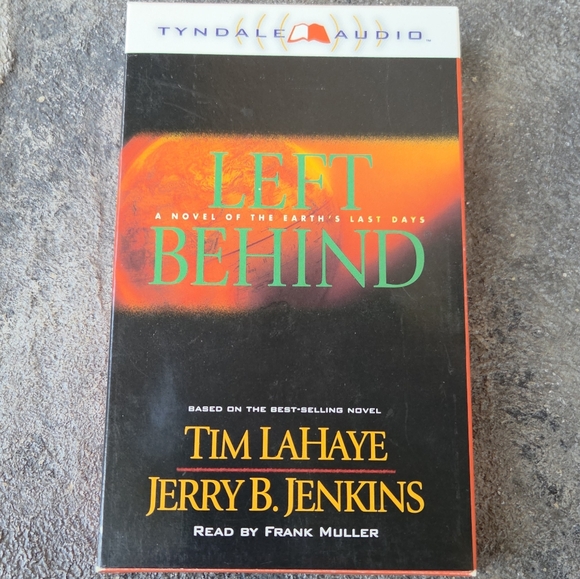 TYNDALE AUDIO™
LEFT
A NOVEL OF THE EARTH'S LAST DAYS
BEHIND
BASED ON THE BEST-SELLING NOVEL
TIM LAHAYE
JERRY B. JENKINS
READ BY FRANK MULLER